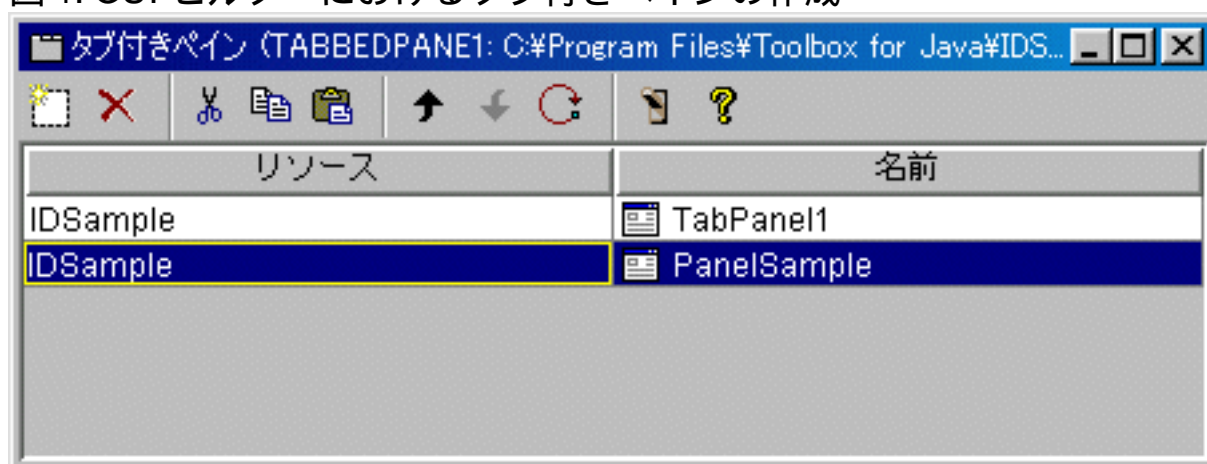 タブ付きペイン (TABBEDPANE1: C:¥Program Files¥Toolbox for Java¥IDS...
リソース 名前
IDSample TabPanel1
IDSample PanelSample